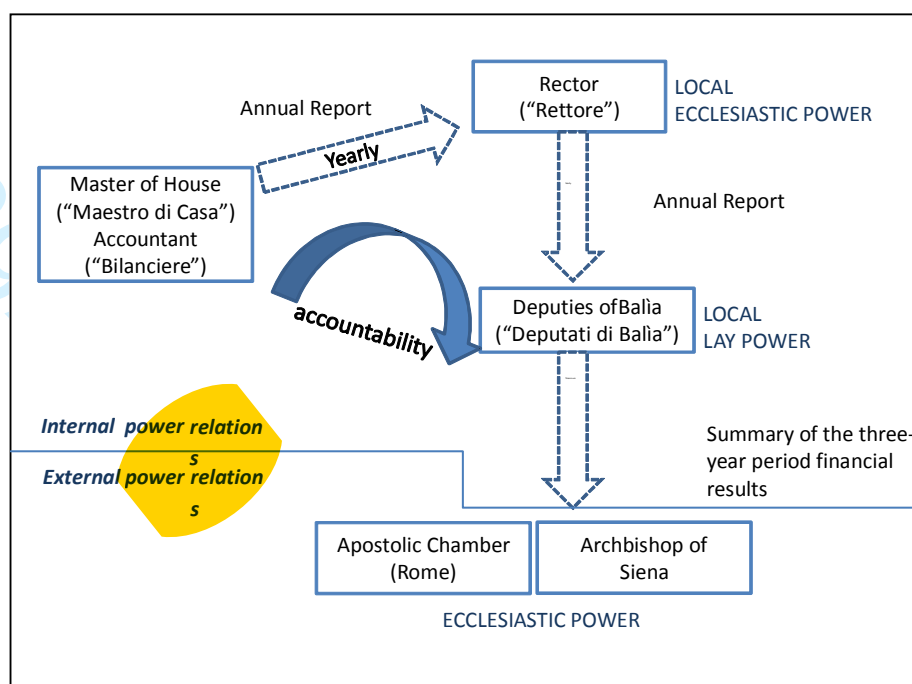 Annual Report
Yearly
Rector
(“Rettore”)
LOCAL
ECCLESIASTIC POWER
Master of House
(“Maestro di Casa”)
Accountant
(“Bilanciere”)
Annual Report
accountability
Deputies ofBalìa
(“Deputati di Balìa”)
LOCAL
LAY POWER
Internal power relation
s
External power relation
s
Summary of the three-
year period financial
results
Apostolic Chamber
(Rome)
Archbishop of
Siena
ECCLESIASTIC POWER